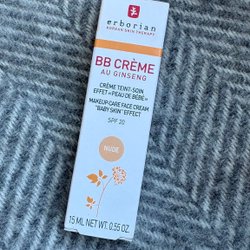 erborian
KOREAN SKIN THERAPY
BB CRÈME
AU GINSENG
CRÈME TEINT-SOIN
EFFET «PEAU DE BÉBÉ»
MAKEUP-CARE FACE CREAM
"BABY SKIN" EFFECT
SPF 20
NUDE
15 ML NET WT. 0.55 OZ